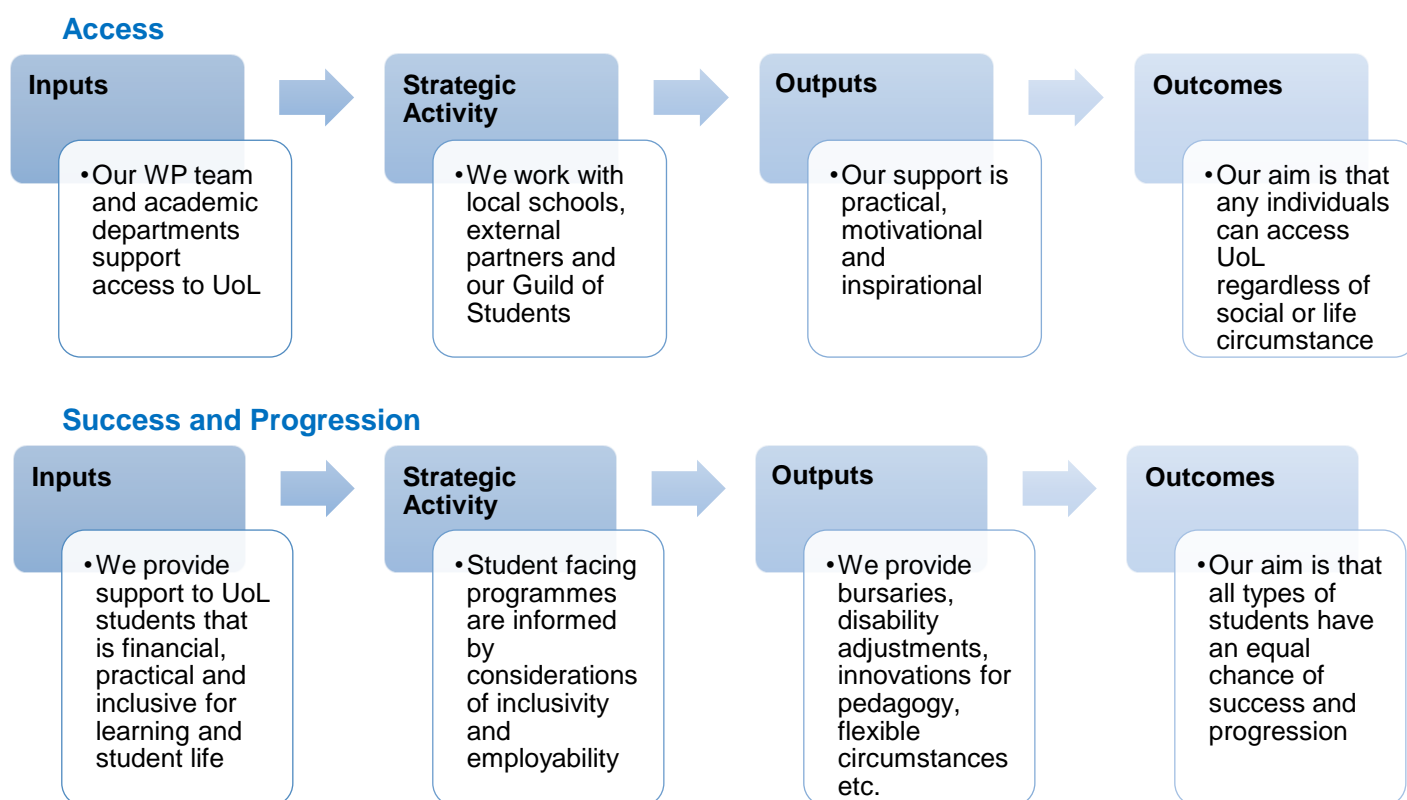 Access
Inputs
•Our WP team
and academic
departments
support
access to UoL
Strategic
Activity
•We work with
local schools,
external
partners and
our Guild of
Students
Outputs
•Our support is
practical,
motivational
and
inspirational
Outcomes
•Our aim is that
any individuals
can access
UoL
regardless of
social or life
circumstance
Success and Progression
Inputs
•We provide
support to UoL
students that
is financial,
practical and
inclusive for
learning and
student life
Strategic
Activity
•Student facing
programmes
are informed
by
considerations
of inclusivity
and
employability
Outputs
•We provide
bursaries,
disability
adjustments,
innovations for
pedagogy,
flexible
circumstances
etc.
Outcomes
•Our aim is that
all types of
students have
an equal
chance of
success and
progression